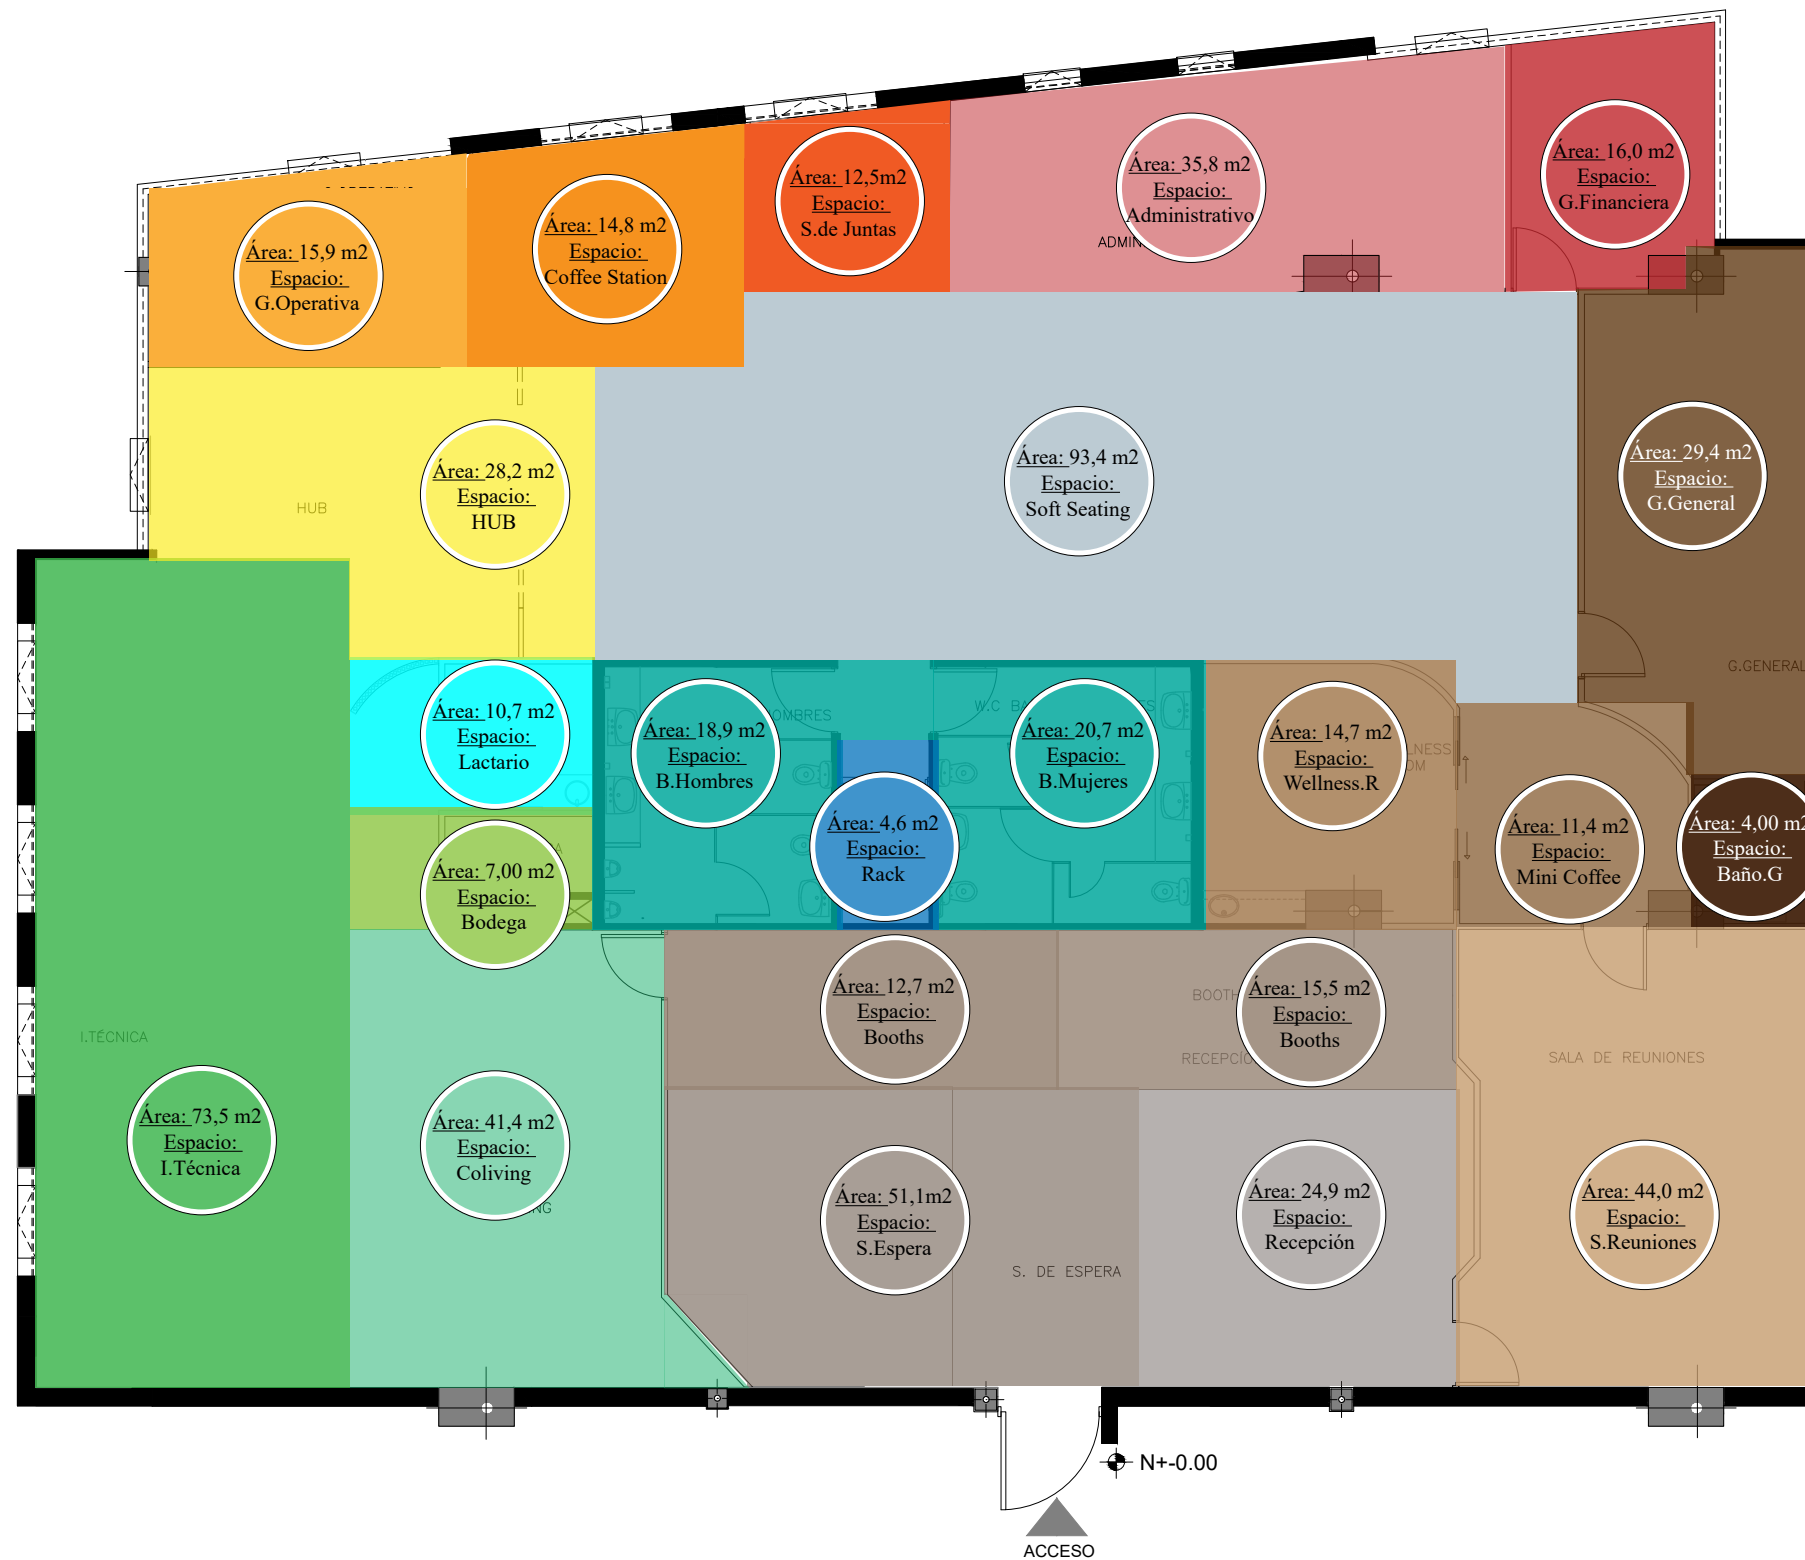 Área: 16,0 m2
Espacio:
G.Financiera
Área: 35,8 m2
Espacio:
Administrativo
ADMIN
Área: 12,5m2
Espacio:
S.de Juntas
Área: 14,8 m2
Espacio:
Coffee Station
Área: 15,9 m2
Espacio:
G.Operativa
Área: 28,2 m2
Espacio:
HUB
HUB
Área: 93,4 m2
Espacio:
Soft Seating
Área: 29,4 m2
Espacio:
G.General
G.GENERAL
Área: 10,7 m2
Espacio:
Lactario
Área: 18,9 m2
Espacio:
B.Hombres
OMBRES
W.C BA
ES
Área: 20,7 m2
Espacio:
B.Mujeres
Área: 14,7 m2
Espacio:
Wellness.R
LNESS
OM
Área: 4,6 m2
Espacio:
Rack
Área: 11,4 m2
Espacio:
Mini Coffee
Área: 4,00 m2
Espacio:
Baño.G
Área: 7,00 m2
Espacio:
Bodega
A
Área: 12,7 m2
Espacio:
Booths
BOOTH
RECEPCÍO
Área: 15,5 m2
Espacio:
Booths
SALA DE REUNIONES
I.TÉCNICA
Área: 73,5 m2
Espacio:
I.Técnica
Área: 41,4 m2
Espacio:
Coliving
NG
Área: 51,1m2
Espacio:
S.Espera
S. DE ESPERA
Área: 24,9 m2
Espacio:
Recepción
Área: 44,0 m2
Espacio:
S.Reuniones
N+-0.00
ACCESO